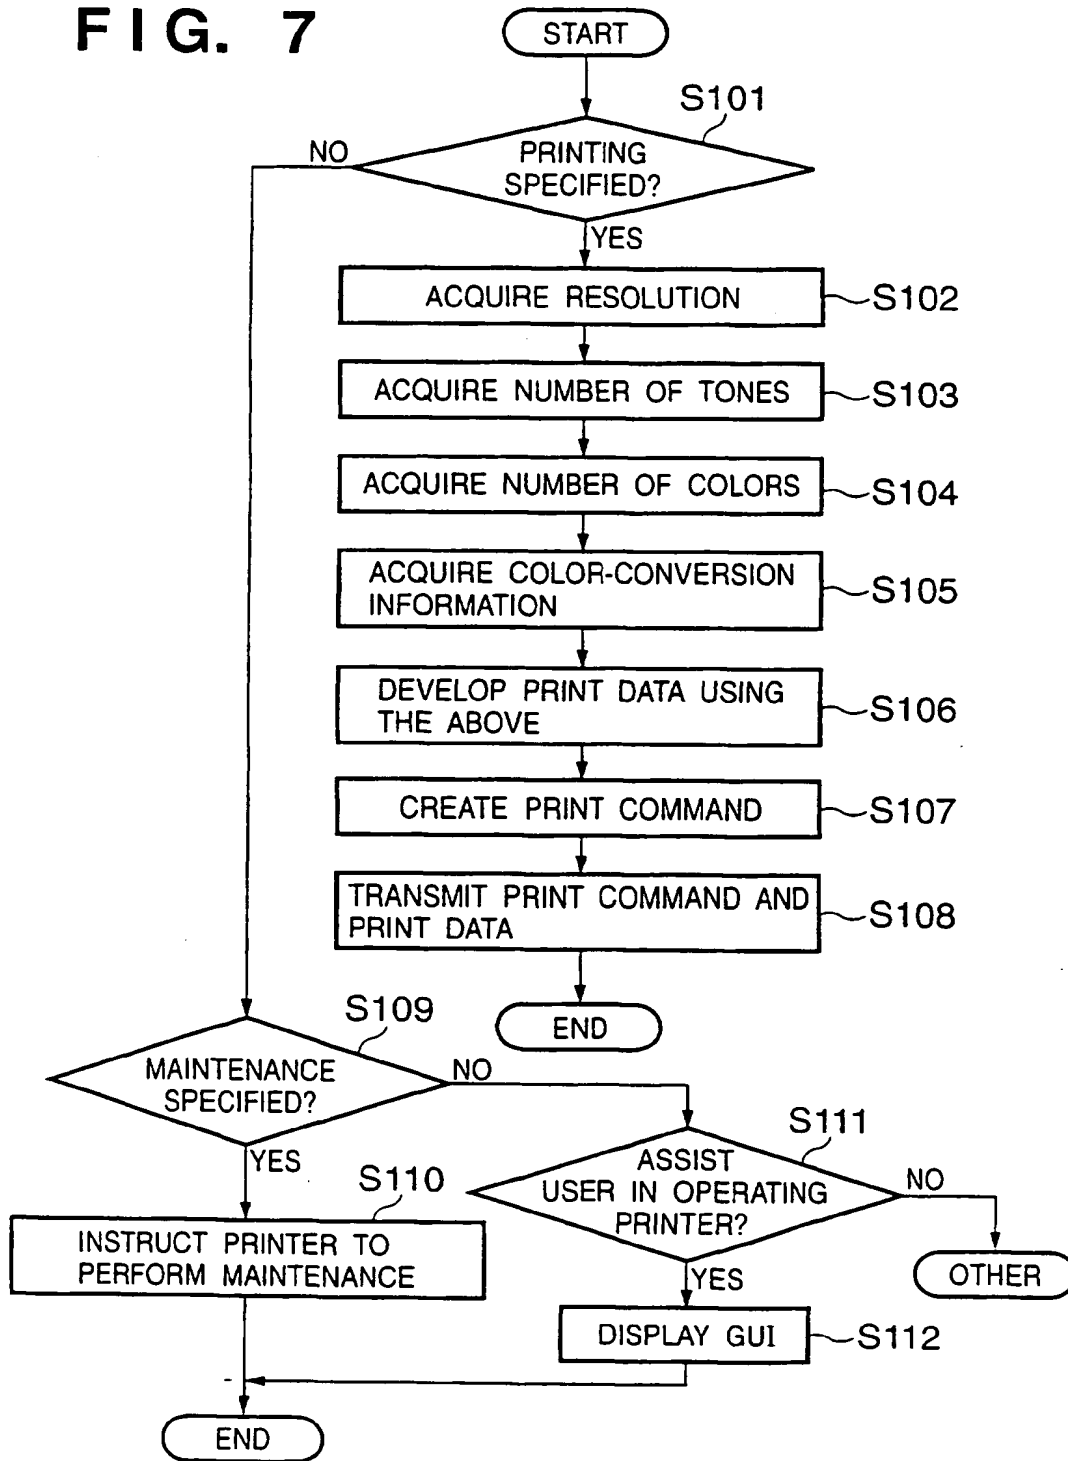 FIG. 7
START
S101
PRINTING
SPECIFIED?
NO
YES
ACQUIRE RESOLUTION
S102
ACQUIRE NUMBER OF TONES
S103
ACQUIRE NUMBER OF COLORS
S104
ACQUIRE COLOR-CONVERSION
INFORMATION
S105
DEVELOP PRINT DATA USING
THE ABOVE
S106
CREATE PRINT COMMAND
S107
TRANSMIT PRINT COMMAND AND
PRINT DATA
S108
END
S109
MAINTENANCE
SPECIFIED?
NO
YES
S110
INSTRUCT PRINTER TO
PERFORM MAINTENANCE
S111
ASSIST
USER IN OPERATING
PRINTER?
NO
OTHER
YES
DISPLAY GUI
S112
END